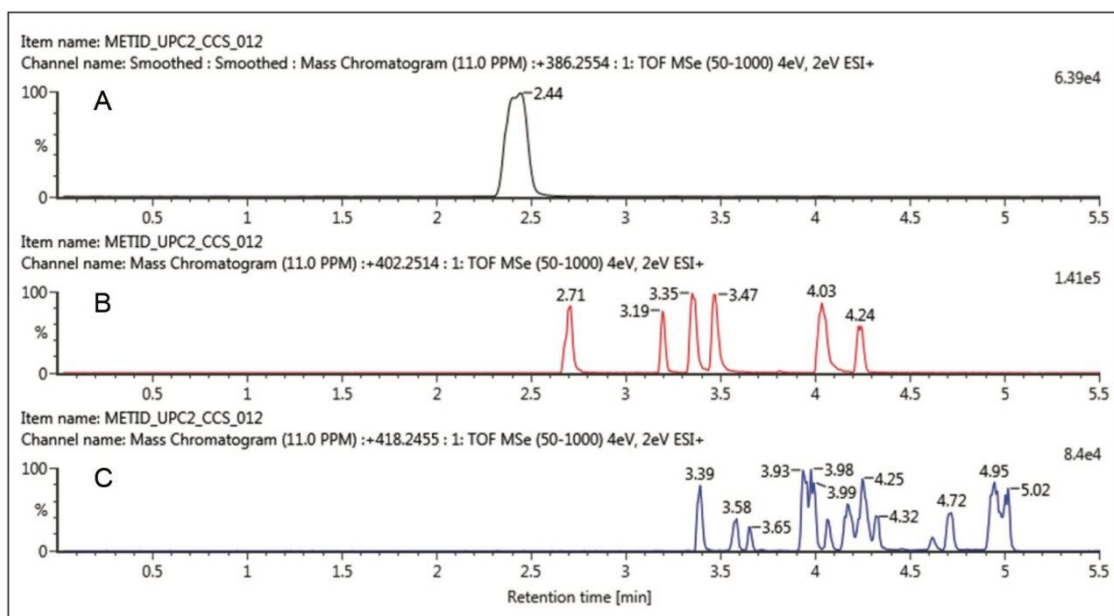 Item name: METID_UPC2_CCS_012
Channel name: Smoothed : Smoothed : Mass Chromatogram (11.0 PPM) :+386.2554 : 1: TOF MSe (50-1000) 4eV, 2eV ESI+
6.39e4
A
100
%
0
2.44
0.5 1 1.5 2 2.5 3 3.5 4 4.5 5 5.5
Item name: METID_UPC2_CCS_012
Channel name: Mass Chromatogram (11.0 PPM) :+402.2514 : 1: TOF MSe (50-1000) 4eV, 2eV ESI+
1.41e5
B
100
%
0
2.71 3.19 3.35 3.47 4.03 4.24
0.5 1 1.5 2 2.5 3 3.5 4 4.5 5 5.5
Item name: METID_UPC2_CCS_012
Channel name: Mass Chromatogram (11.0 PPM) :+418.2455 : 1: TOF MSe (50-1000) 4eV, 2eV ESI+
8.4e4
C
100
%
0
3.39 3.58 3.65 3.93 3.98 3.99 4.25 4.32 4.72 4.95 5.02
0.5 1 1.5 2 2.5 3 3.5 4 4.5 5 5.5
Retention time [min]